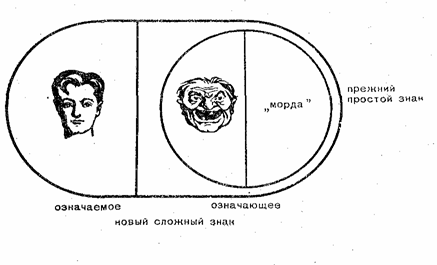 „морда"
прежний
простой знак
означаемое
означающее
новый сложный знак